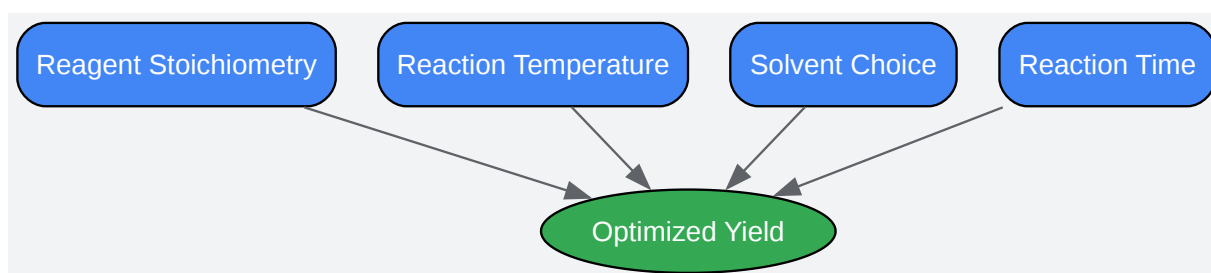 Reagent Stoichiometry
Reaction Temperature
Solvent Choice
Reaction Time
Optimized Yield